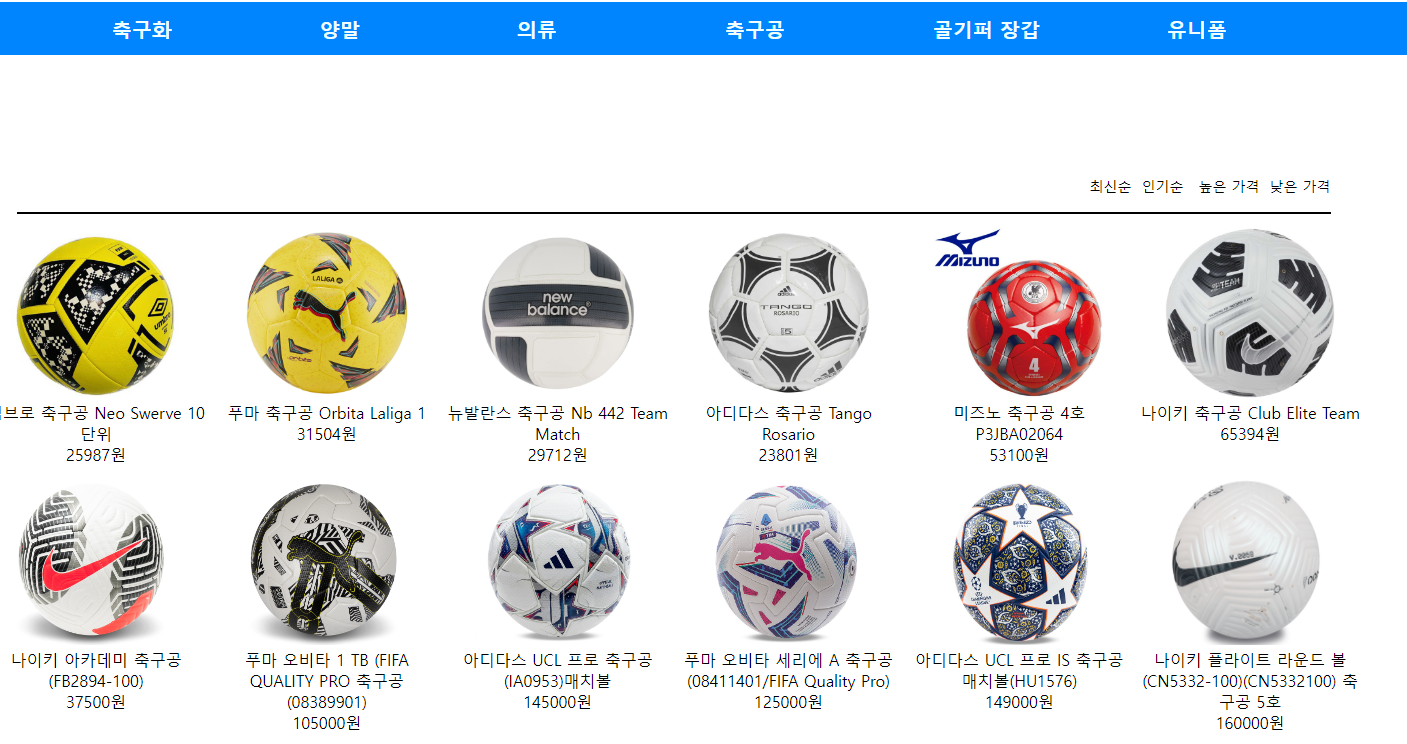 축구화 양말 의류 축구공 골기퍼 장갑 유니폼
최신순 인기순 높은 가격 낮은 가격
LALIGA
new balance
TANGO
ROSARIO
adidas
MIZUNO
4
TEAM
umbro
브로 축구공 Neo Swerve 10 단위
25987원
푸마 축구공 Orbita Laliga 1
31504원
뉴발란스 축구공 Nb 442 Team Match
29712원
아디다스 축구공 Tango Rosario
23801원
미즈노 축구공 4호 P3JBA02064
53100원
나이키 축구공 Club Elite Team
65394원
나이키 아카데미 축구공 (FB2894-100)
37500원
푸마 오비타 1 TB (FIFA QUALITY PRO 축구공 (08389901)
105000원
아디다스 UCL 프로 축구공 (IA0953)매치볼
145000원
푸마 오비타 세리에 A 축구공 (08411401/FIFA Quality Pro)
125000원
아디다스 UCL 프로 IS 축구공 매치볼(HU1576)
149000원
나이키 플라이트 라운드 볼 (CN5332-100)(CN5332100) 축구공 5호
160000원